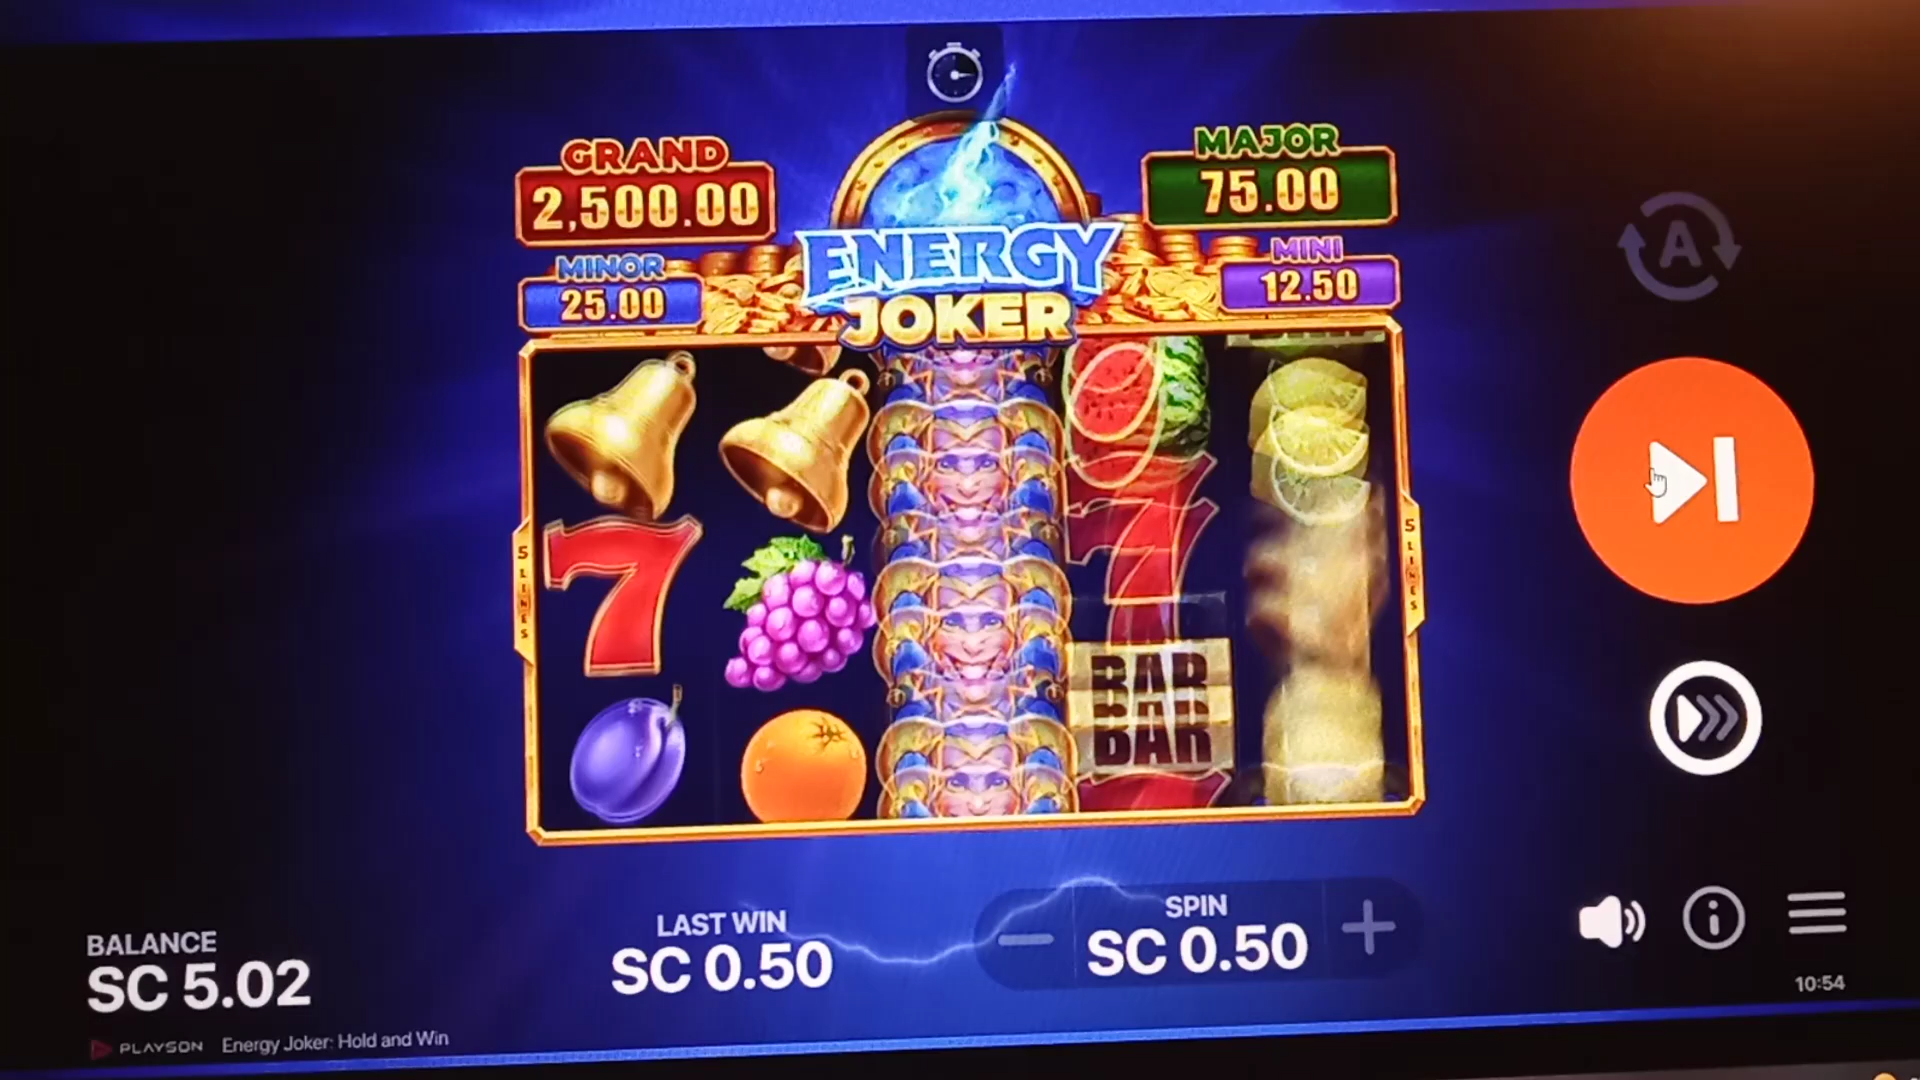 GRAND
2,500.00
MAJOR
75.00
MINOR
25.00
MINI
12.50
ENERGY
JOKER
5 LINES
5 LINES
BAR
BAR
BAR
A
BALANCE
SC 5.02
LAST WIN
SC 0.50
SPIN
SC 0.50
10:54
PLAYSON Energy Joker: Hold and Win